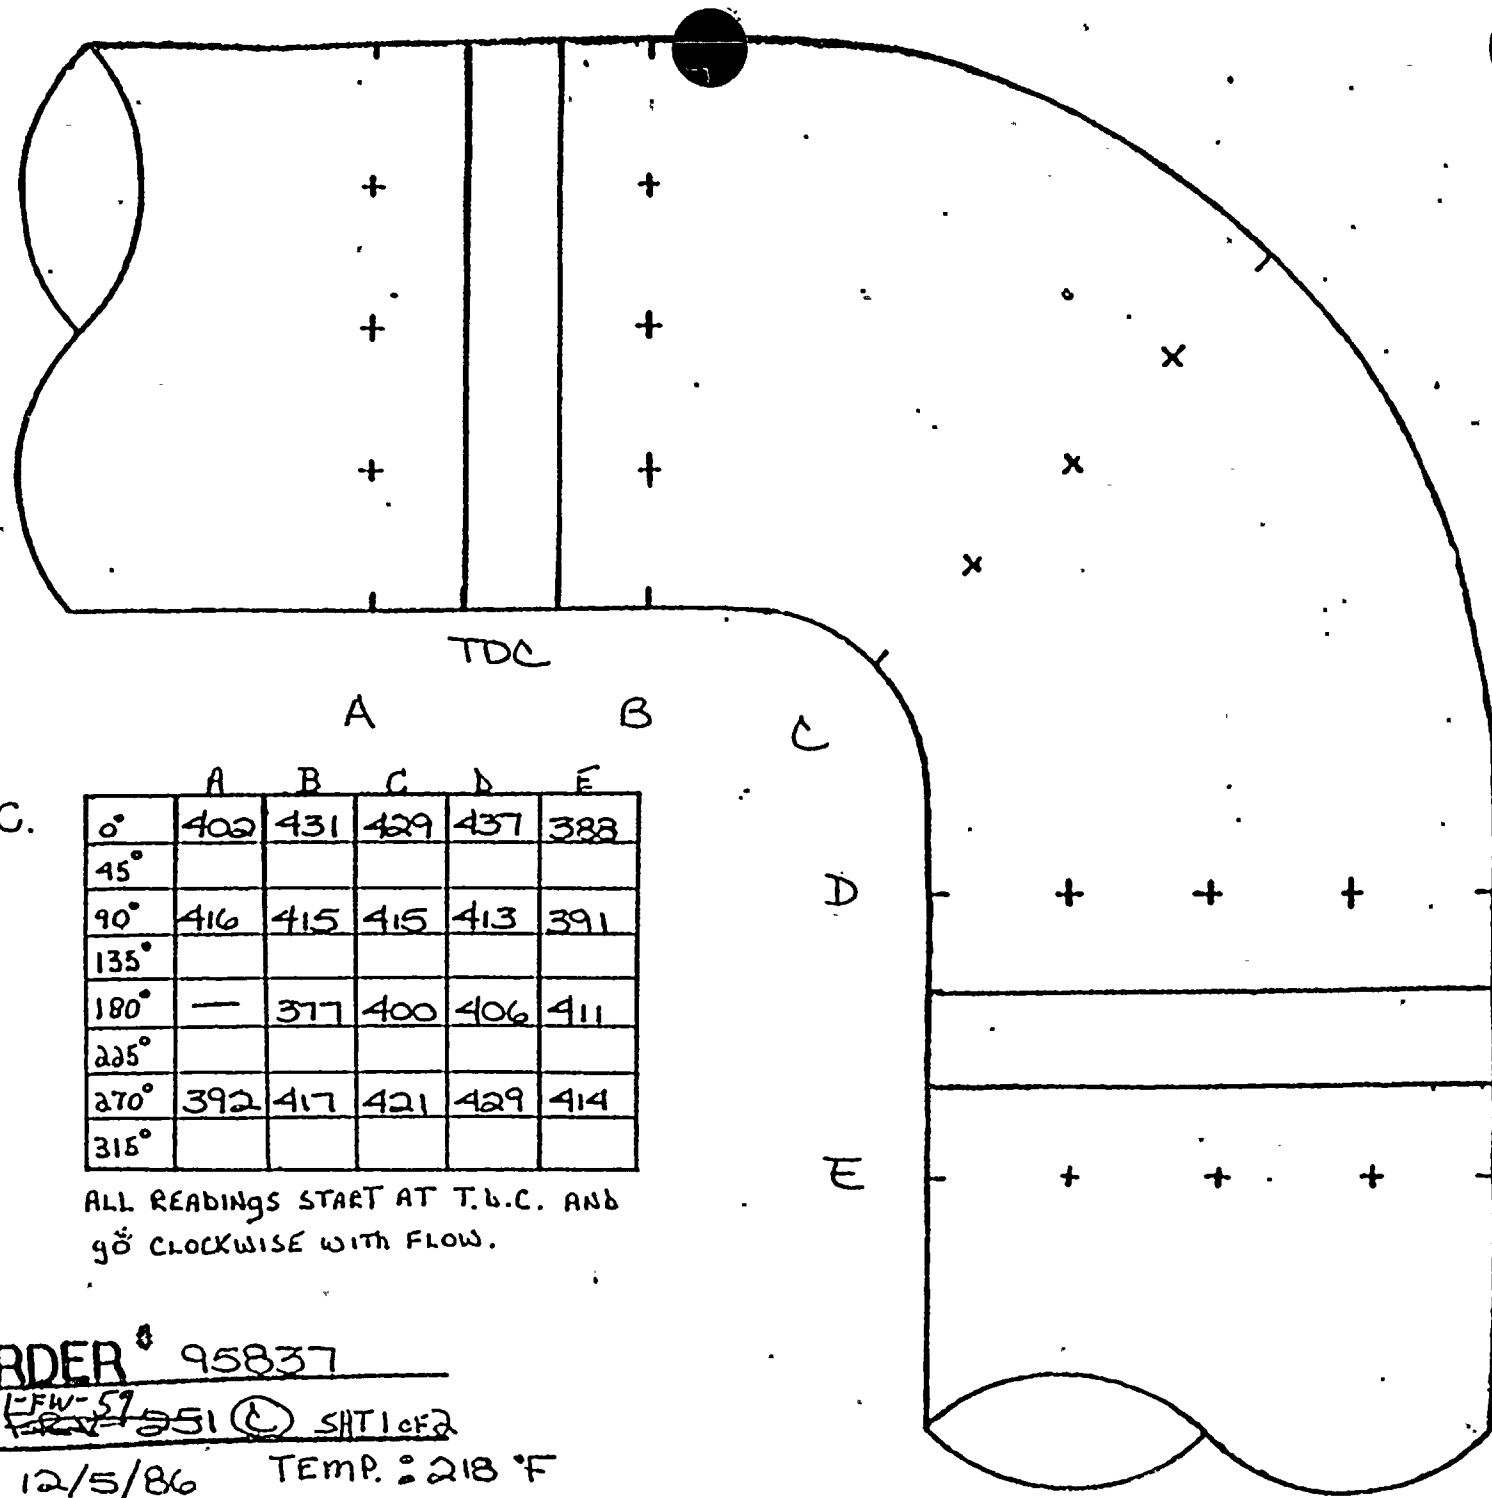 TDC
A B C
C.
A B C D E
0° 402 431 429 437 388
45°
90° 416 415 415 413 391
135°
180° — 377 400 406 411
225°
270° 392 417 421 429 414
315°
D
E
ALL READINGS START AT T.D.C. AND
go CLOCKWISE WITH FLOW.
RDER # 95837
1-FW-59
251 C SHT 1 OF 2
12/5/86 TEMP. : 218 °F